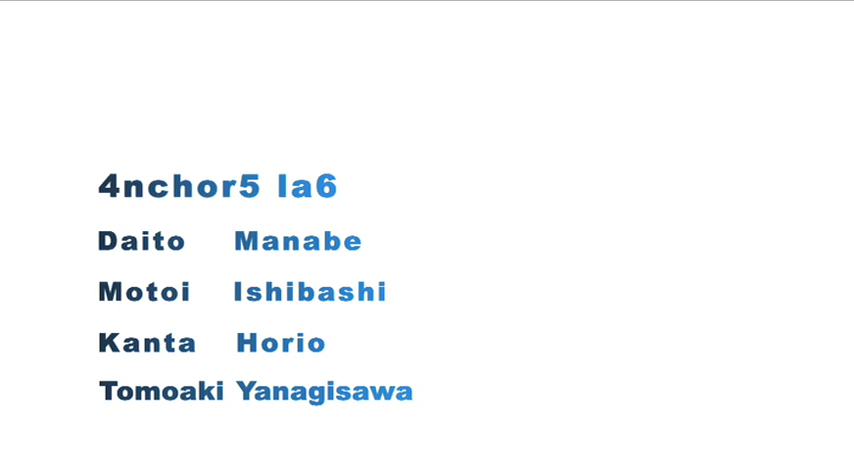 4nchor5 la6
Daito Manabe
Motoi Ishibashi
Kanta Horio
Tomoaki Yanagisawa